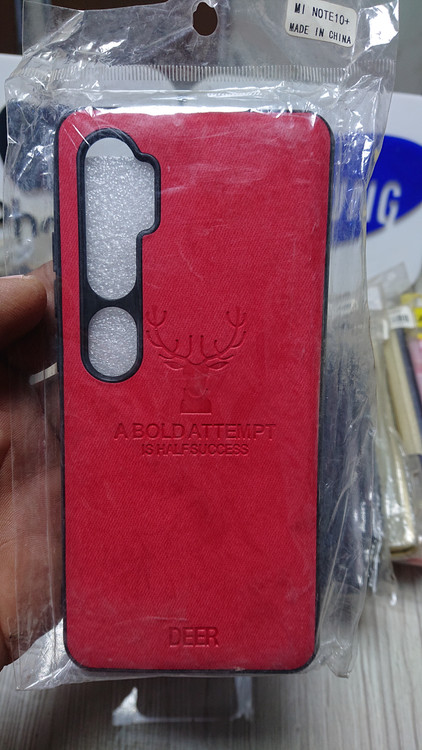 MI NOTE10+
MADE IN CHINA
A BOLD ATTEMPT
IS HALF SUCCESS
DEER